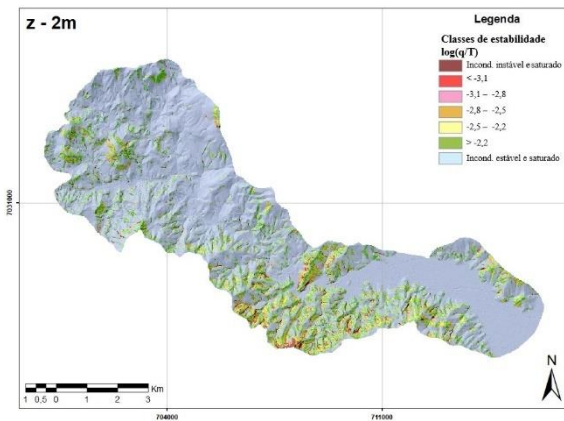 z - 2m
Legenda
Classes de estabilidade
log(q/T)
Incond. instável e saturado
< -3,1
-3,1 – -2,8
-2,8 – -2,5
-2,5 – -2,2
> -2,2
Incond. estável e saturado
7031000
N
Km
1 0,5 0 1 2 3
704000
711000